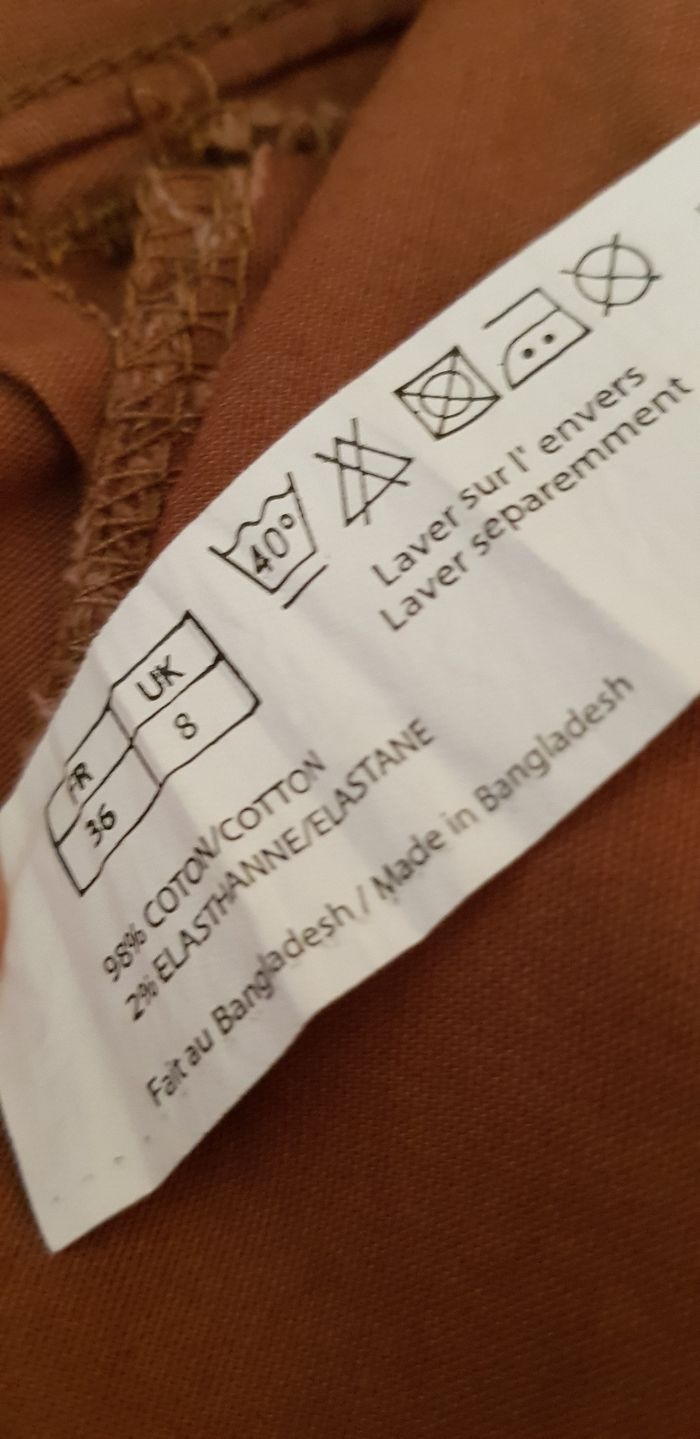 40°
Laver sur l' envers
Laver separemment
FR UK
36 8
98% COTON/COTTON
2% ELASTHANNE/ELASTANE
Fait au Bangladesh / Made in Bangladesh